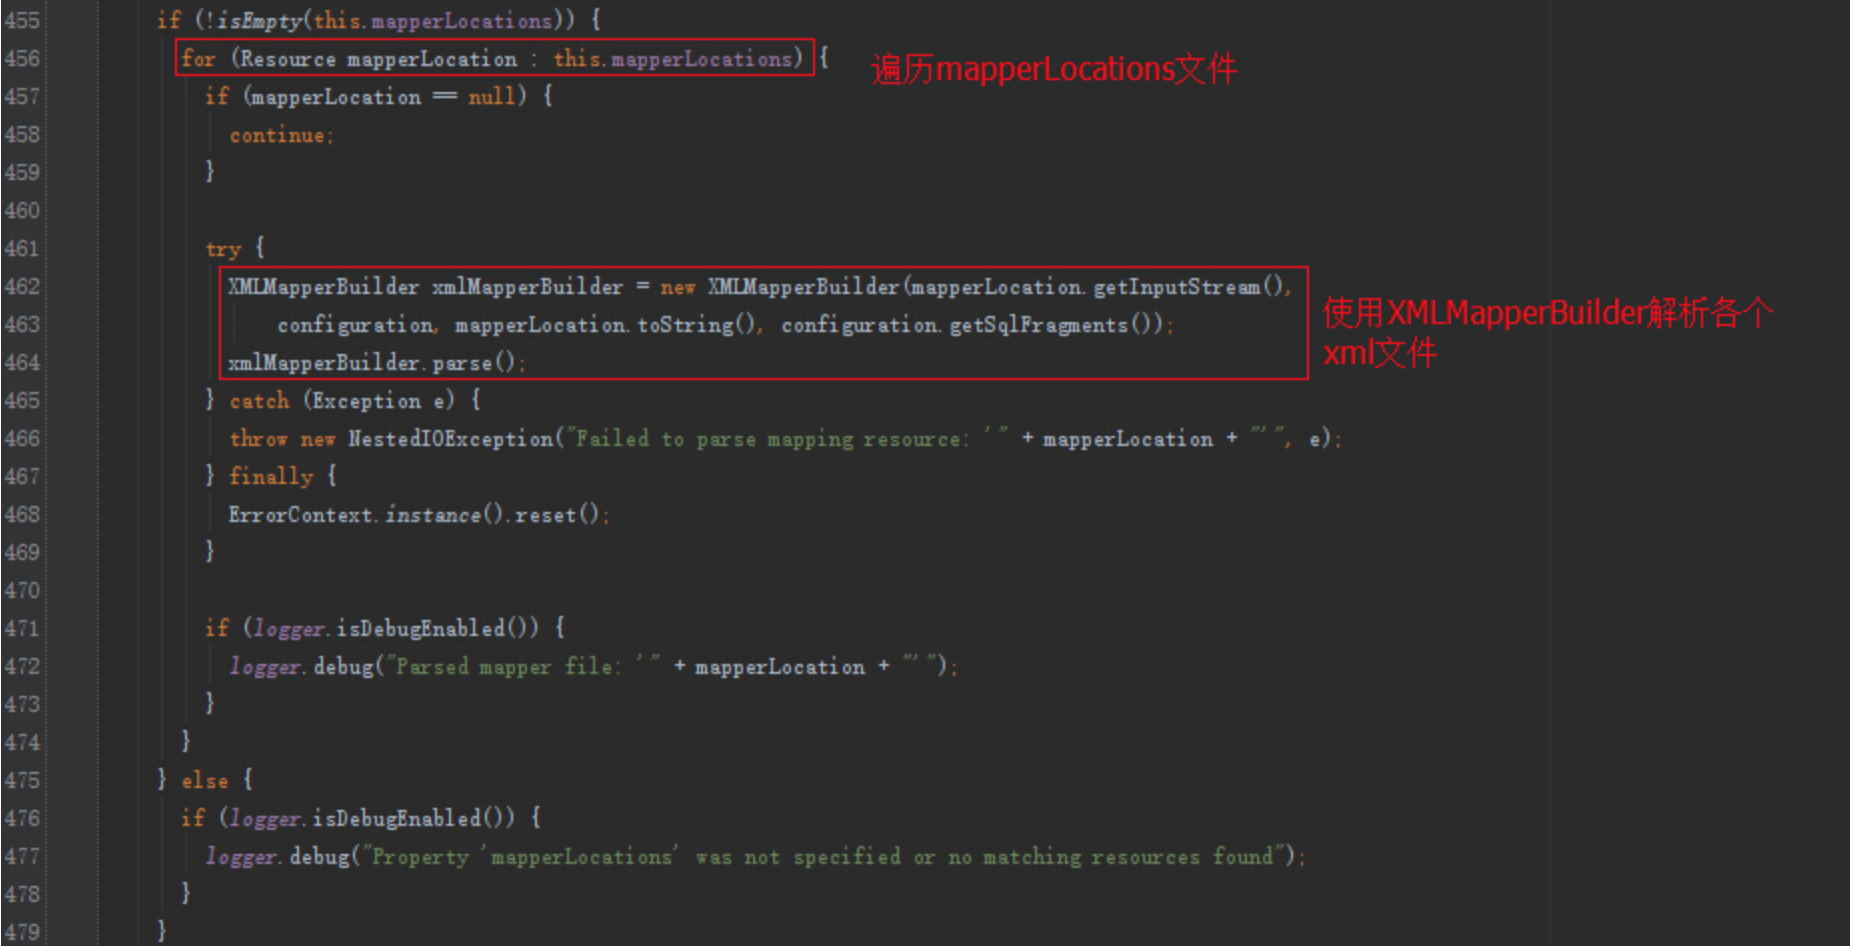 455 if (!isEmpty(this.mapperLocations)) {
456 for (Resource mapperLocation : this.mapperLocations) { 遍历mapperLocations文件
457 if (mapperLocation == null) {
458 continue;
459 }
460
461 try {
462 XMLMapperBuilder xmlMapperBuilder = new XMLMapperBuilder(mapperLocation.getInputStream(),
463 configuration, mapperLocation.toString(), configuration.getSqlFragments());
使用XMLMapperBuilder解析各个
xml文件
464 xmlMapperBuilder.parse();
465 } catch (Exception e) {
466 throw new NestedIOException("Failed to parse mapping resource: '" + mapperLocation + "'", e);
467 } finally {
468 ErrorContext.instance().reset();
469 }
470
471 if (logger.isDebugEnabled()) {
472 logger.debug("Parsed mapper file: '" + mapperLocation + "'");
473 }
474 }
475 } else {
476 if (logger.isDebugEnabled()) {
477 logger.debug("Property 'mapperLocations' was not specified or no matching resources found");
478 }
479 }